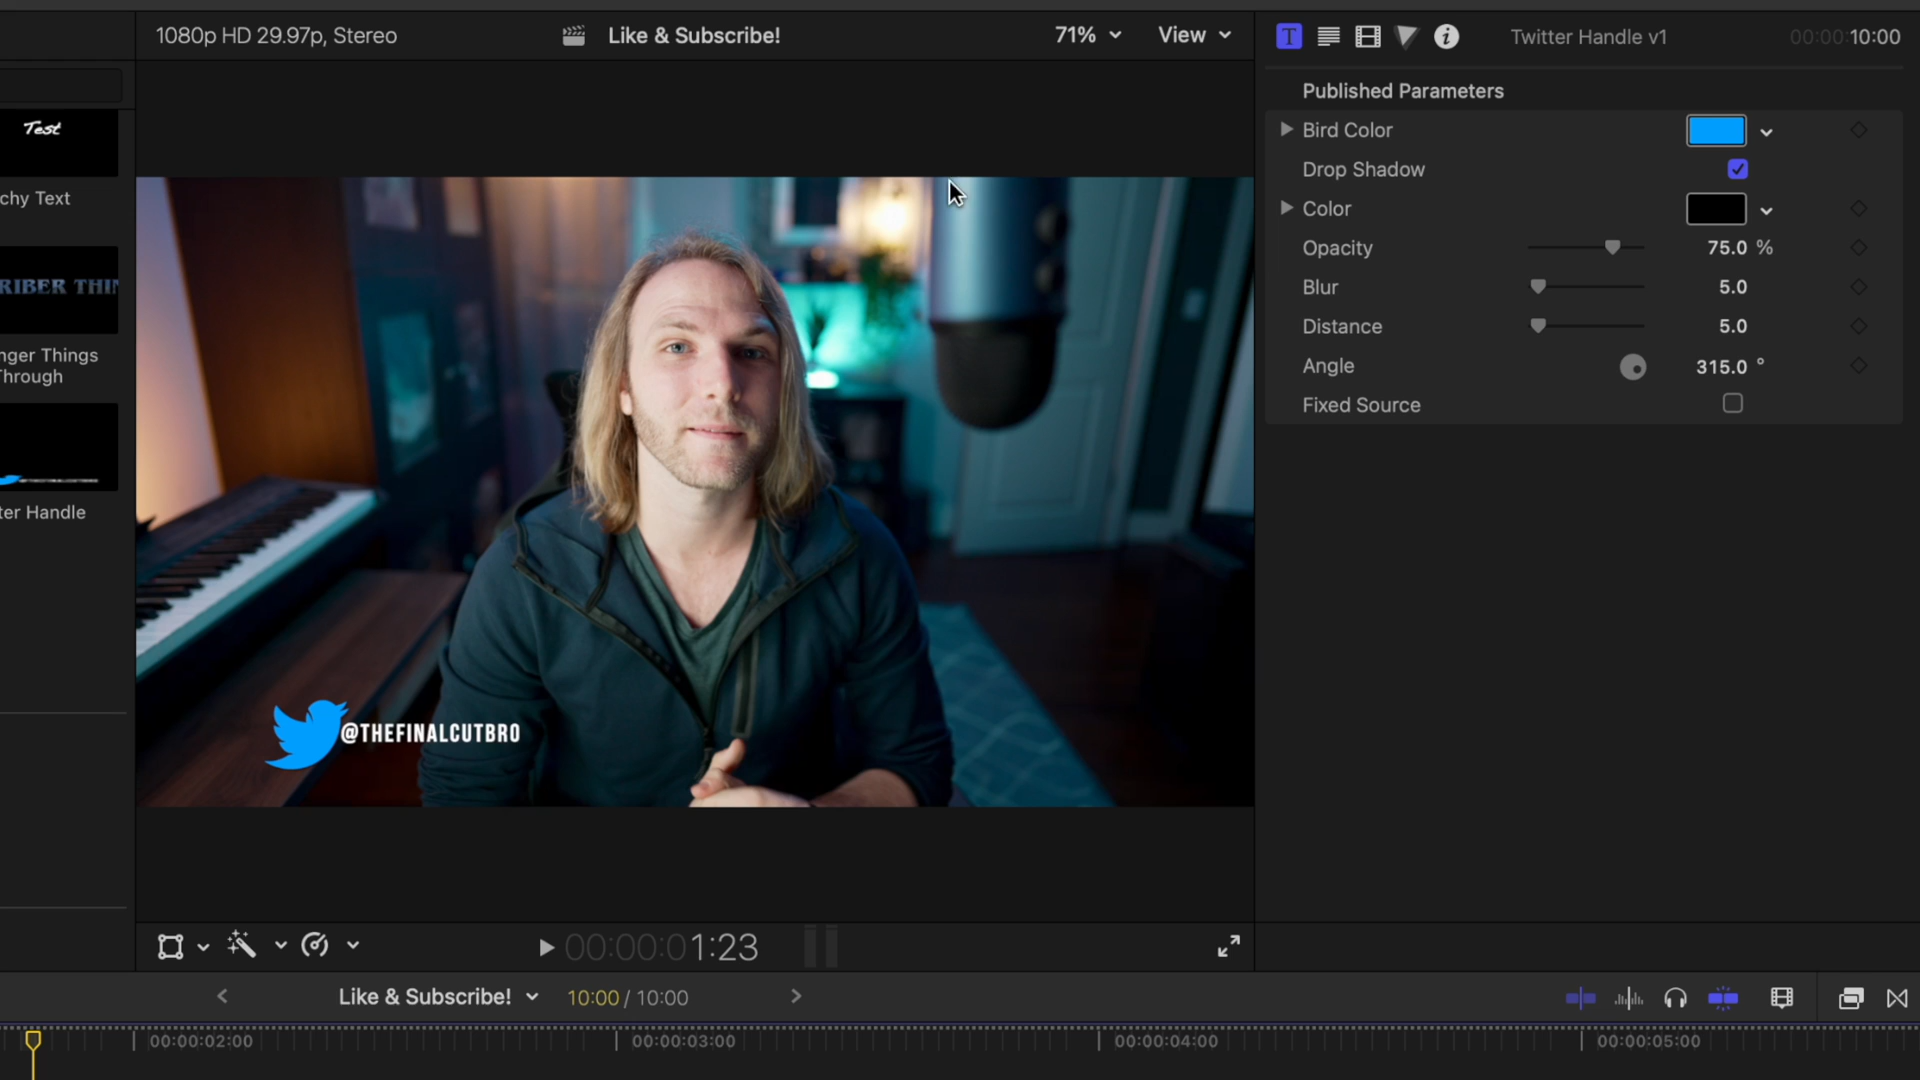 1080p HD 29.97p, Stereo
Like & Subscribe!
71%
View
T
i
Twitter Handle v1
00:00:10:00
Published Parameters
Bird Color
Drop Shadow
Color
Opacity
75.0 %
Blur
5.0
Distance
5.0
Angle
315.0 °
Fixed Source
Test
chy Text
RIBER THIN
nger Things
Through
ter Handle
@THEFINALCUTBRO
00:00:01:23
Like & Subscribe!
10:00 / 10:00
00:00:02:00
00:00:03:00
00:00:04:00
00:00:05:00